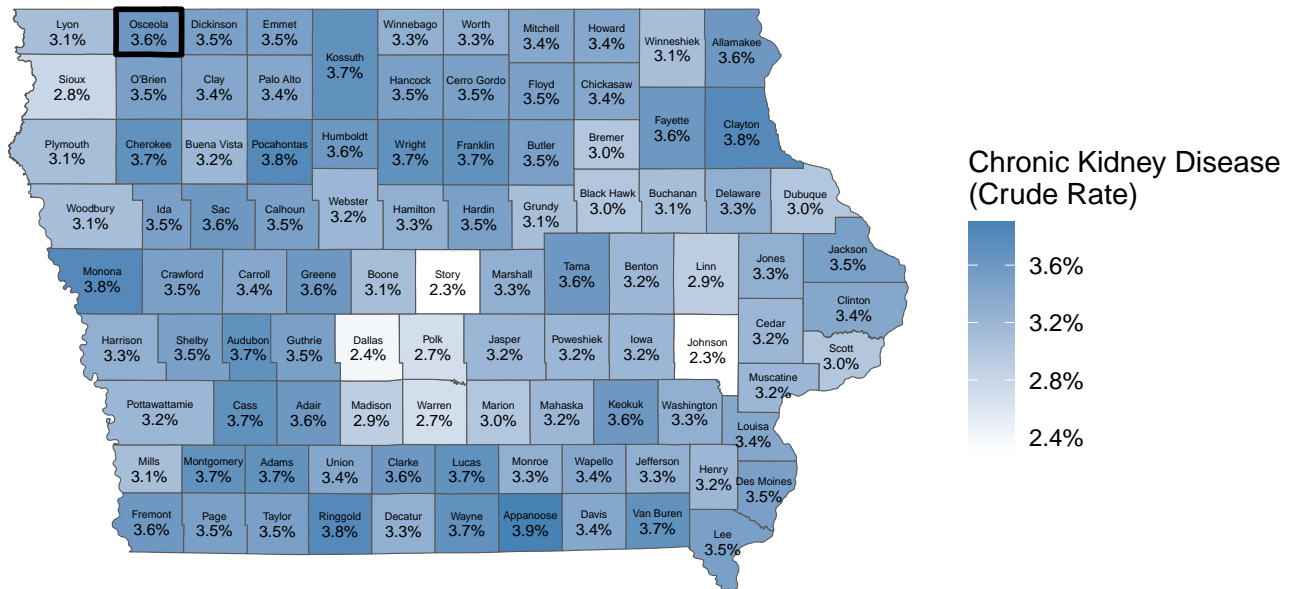 Lyon
3.1%
Osceola
3.6%
Dickinson
3.5%
Emmet
3.5%
Kossuth
3.7%
Winnebago
3.3%
Worth
3.3%
Mitchell
3.4%
Howard
3.4%
Winneshiek
3.1%
Allamakee
3.6%
Sioux
2.8%
O'Brien
3.5%
Clay
3.4%
Palo Alto
3.4%
Hancock
3.5%
Cerro Gordo
3.5%
Floyd
3.5%
Chickasaw
3.4%
Plymouth
3.1%
Cherokee
3.7%
Buena Vista
3.2%
Pocahontas
3.8%
Humboldt
3.6%
Wright
3.7%
Franklin
3.7%
Butler
3.5%
Bremer
3.0%
Fayette
3.6%
Clayton
3.8%
Woodbury
3.1%
Ida
3.5%
Sac
3.6%
Calhoun
3.5%
Webster
3.2%
Hamilton
3.3%
Hardin
3.5%
Grundy
3.1%
Black Hawk
3.0%
Buchanan
3.1%
Delaware
3.3%
Dubuque
3.0%
Monona
3.8%
Crawford
3.5%
Carroll
3.4%
Greene
3.6%
Boone
3.1%
Story
2.3%
Marshall
3.3%
Tama
3.6%
Benton
3.2%
Linn
2.9%
Jones
3.3%
Jackson
3.5%
Clinton
3.4%
Harrison
3.3%
Shelby
3.5%
Audubon
3.7%
Guthrie
3.5%
Dallas
2.4%
Polk
2.7%
Jasper
3.2%
Poweshiek
3.2%
Iowa
3.2%
Johnson
2.3%
Cedar
3.2%
Scott
3.0%
Muscatine
3.2%
Pottawattamie
3.2%
Cass
3.7%
Adair
3.6%
Madison
2.9%
Warren
2.7%
Marion
3.0%
Mahaska
3.2%
Keokuk
3.6%
Washington
3.3%
Louisa
3.4%
Mills
3.1%
Montgomery
3.7%
Adams
3.7%
Union
3.4%
Clarke
3.6%
Lucas
3.7%
Monroe
3.3%
Wapello
3.4%
Jefferson
3.3%
Henry
3.2%
Des Moines
3.5%
Fremont
3.6%
Page
3.5%
Taylor
3.5%
Ringgold
3.8%
Decatur
3.3%
Wayne
3.7%
Appanoose
3.9%
Davis
3.4%
Van Buren
3.7%
Lee
3.5%
Chronic Kidney Disease
(Crude Rate)
3.6%
3.2%
2.8%
2.4%